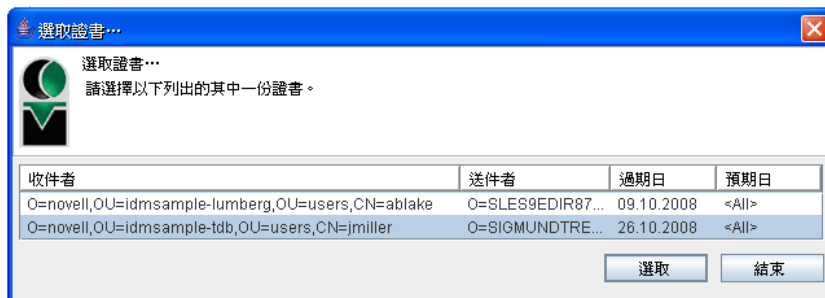 選取證書…
選取證書…
請選擇以下列出的其中一份證書。
收件者 送件者 過期日 預期日
O=novell,OU=idmsample-lumberg,OU=users,CN=ablake O=SLES9EDIR87... 09.10.2008 <All>
O=novell,OU=idmsample-tdb,OU=users,CN=jmiller O=SIGMUNDTRE... 26.10.2008 <All>
選取 結束